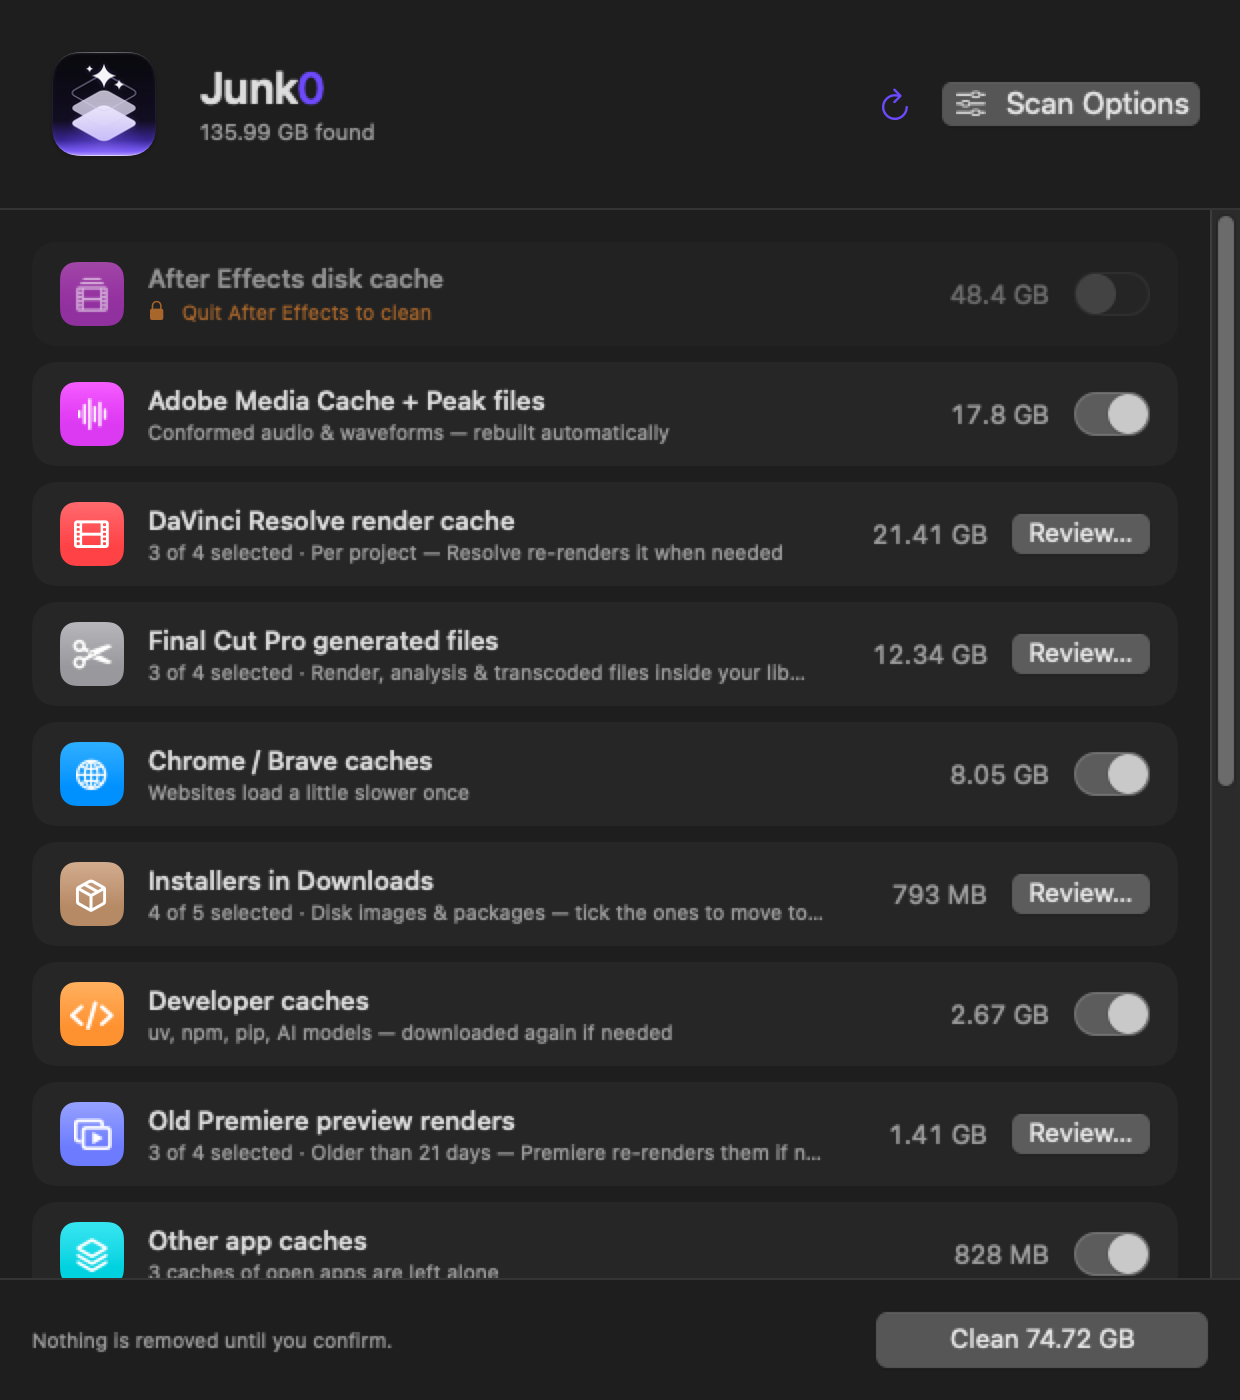 Junk0
135.99 GB found
Scan Options
After Effects disk cache
Quit After Effects to clean
48.4 GB
Adobe Media Cache + Peak files
Conformed audio & waveforms — rebuilt automatically
17.8 GB
DaVinci Resolve render cache
3 of 4 selected · Per project — Resolve re-renders it when needed
21.41 GB
Review...
Final Cut Pro generated files
3 of 4 selected · Render, analysis & transcoded files inside your lib...
12.34 GB
Review...
Chrome / Brave caches
Websites load a little slower once
8.05 GB
Installers in Downloads
4 of 5 selected · Disk images & packages — tick the ones to move to...
793 MB
Review...
Developer caches
uv, npm, pip, AI models — downloaded again if needed
2.67 GB
Old Premiere preview renders
3 of 4 selected · Older than 21 days — Premiere re-renders them if n...
1.41 GB
Review...
Other app caches
3 caches of open apps are left alone
828 MB
Nothing is removed until you confirm.
Clean 74.72 GB